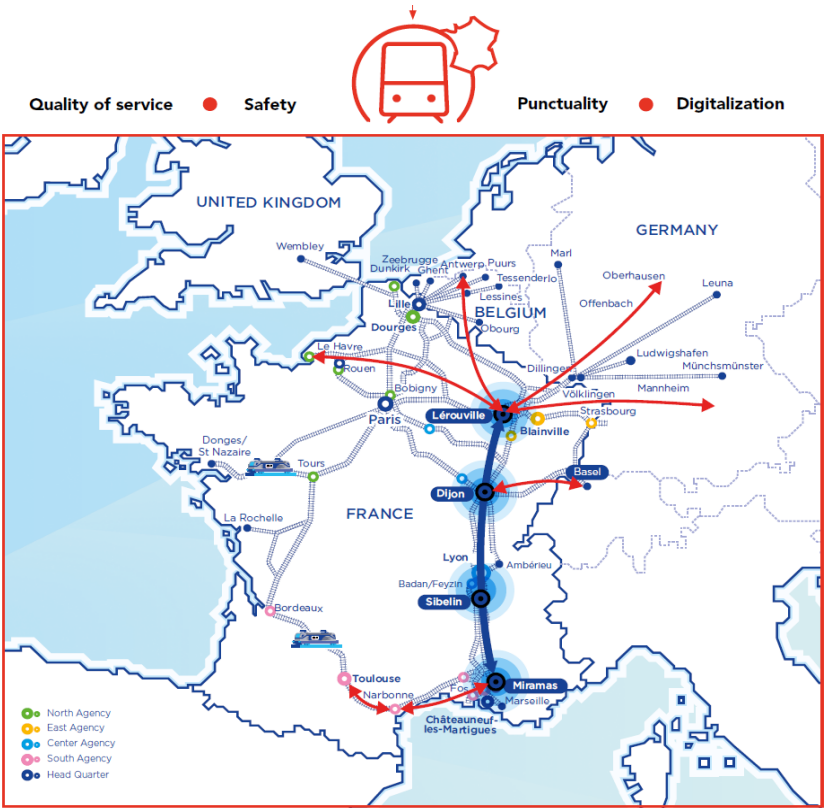 Quality of service
Safety
Punctuality
Digitalization
UNITED KINGDOM
GERMANY
Wembley
Zeebrugge
Dunkirk
Ghent
Antwerp
Puurs
Marl
Tessenderlo
Oberhausen
Leuna
Lille
Lessines
Offenbach
BELGIUM
Dourges
Obourg
Le Havre
Rouen
Ludwigshafen
Dillingen
Münchsmünster
Bobigny
Völklingen
Mannheim
Paris
Lérouville
Strasbourg
Blainville
Donges/
St Nazaire
Tours
Basel
Dijon
La Rochelle
FRANCE
Lyon
Ambérieu
Badan/Feyzin
Sibelin
Bordeaux
Toulouse
Narbonne
Fos
Miramas
Marseille
Châteauneuf-
les-Martigues
North Agency
East Agency
Center Agency
South Agency
Head Quarter